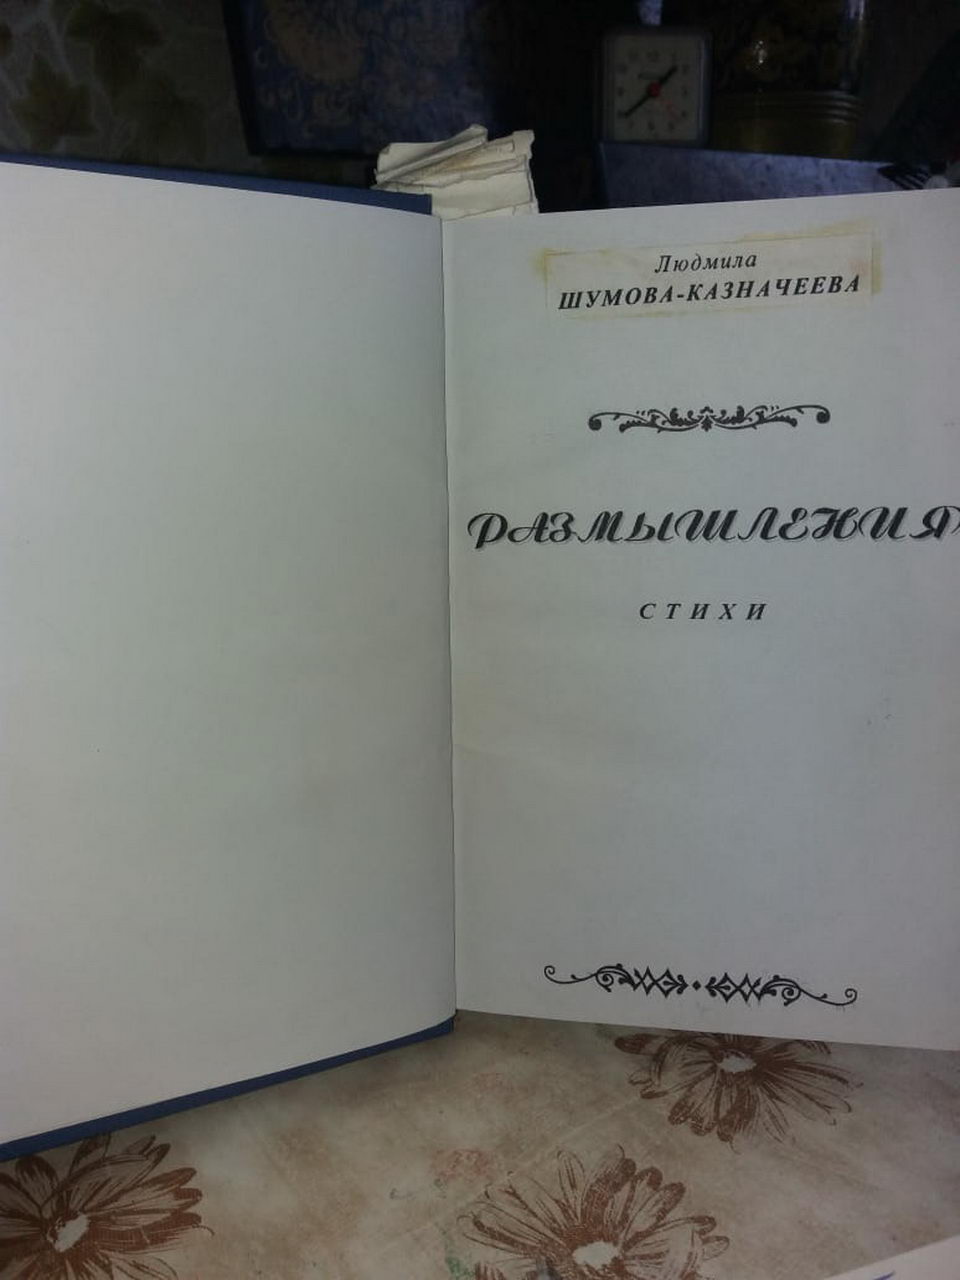 Людмила
ШУМОВА-КАЗНАЧЕЕВА
РАЗМЫШЛЕНИЯ
СТИХИ